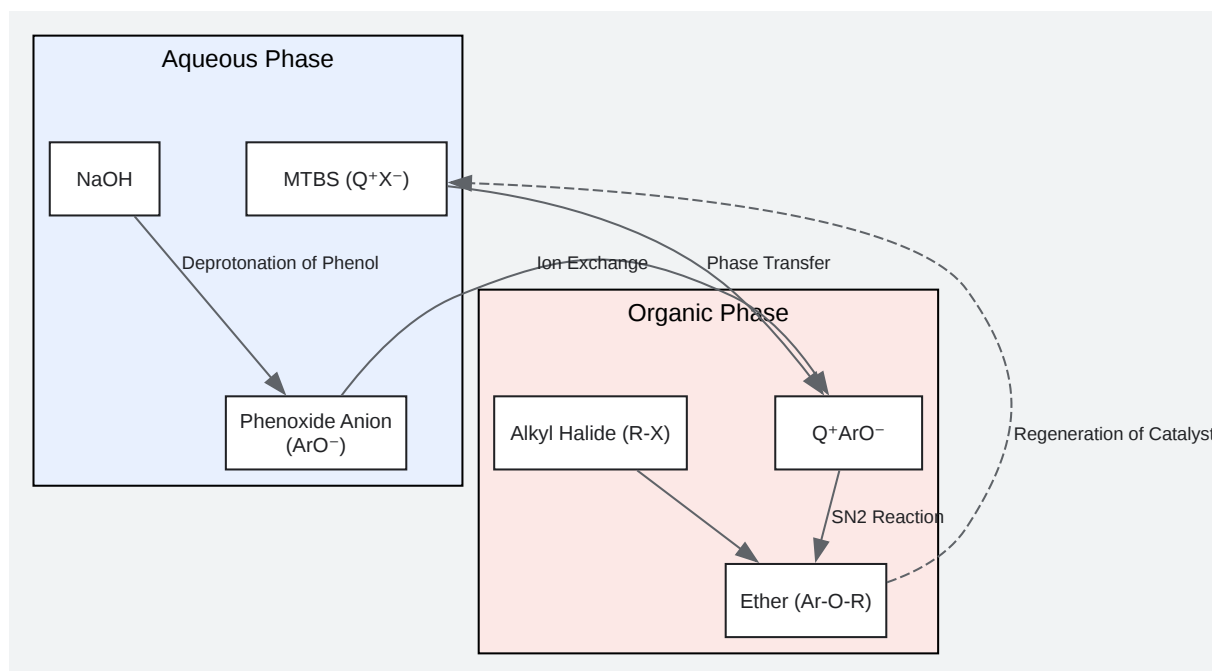 Aqueous Phase
NaOH
MTBS (Q⁺X⁻)
Deprotonation of Phenol
Ion Exchange
Phase Transfer
Organic Phase
Phenoxide Anion
(ArO⁻)
Alkyl Halide (R-X)
Q⁺ArO⁻
Regeneration of Catalyst
SN2 Reaction
Ether (Ar-O-R)